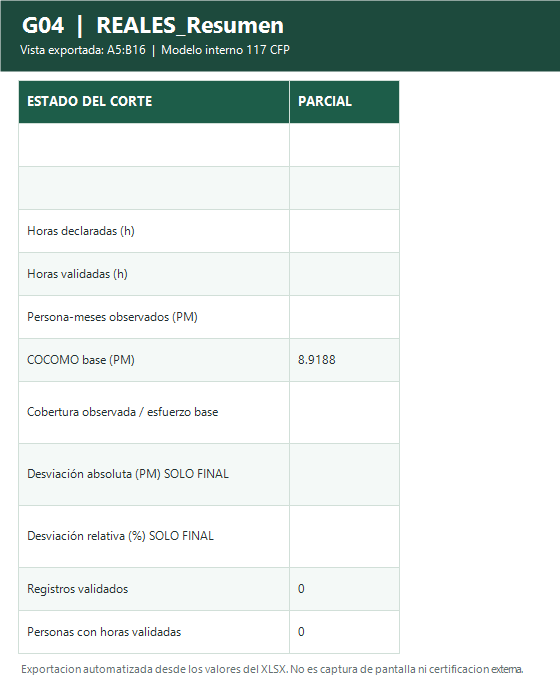 G04 | REALES_Resumen
Vista exportada: A5:B16 | Modelo interno 117 CFP
ESTADO DEL CORTE PARCIAL
Horas declaradas (h)
Horas validadas (h)
Persona-meses observados (PM)
COCOMO base (PM) 8.9188
Cobertura observada / esfuerzo base
Desviación absoluta (PM) SOLO FINAL
Desviación relativa (%) SOLO FINAL
Registros validados 0
Personas con horas validadas 0
Exportacion automatizada desde los valores del XLSX. No es captura de pantalla ni certificacion externa.